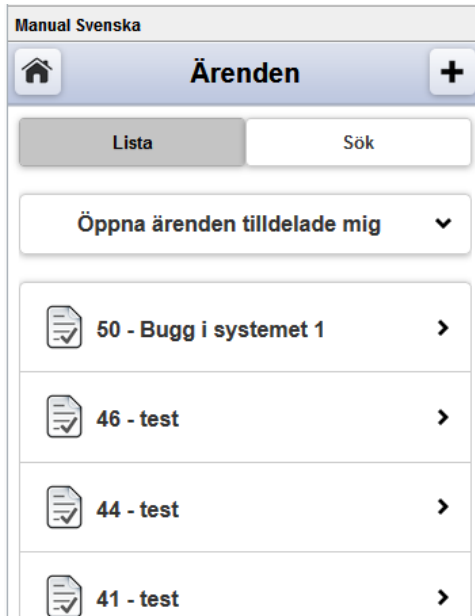 Manual Svenska
Ärenden
Lista Sök
Öppna ärenden tilldelade mig
50 - Bugg i systemet 1
46 - test
44 - test
41 - test